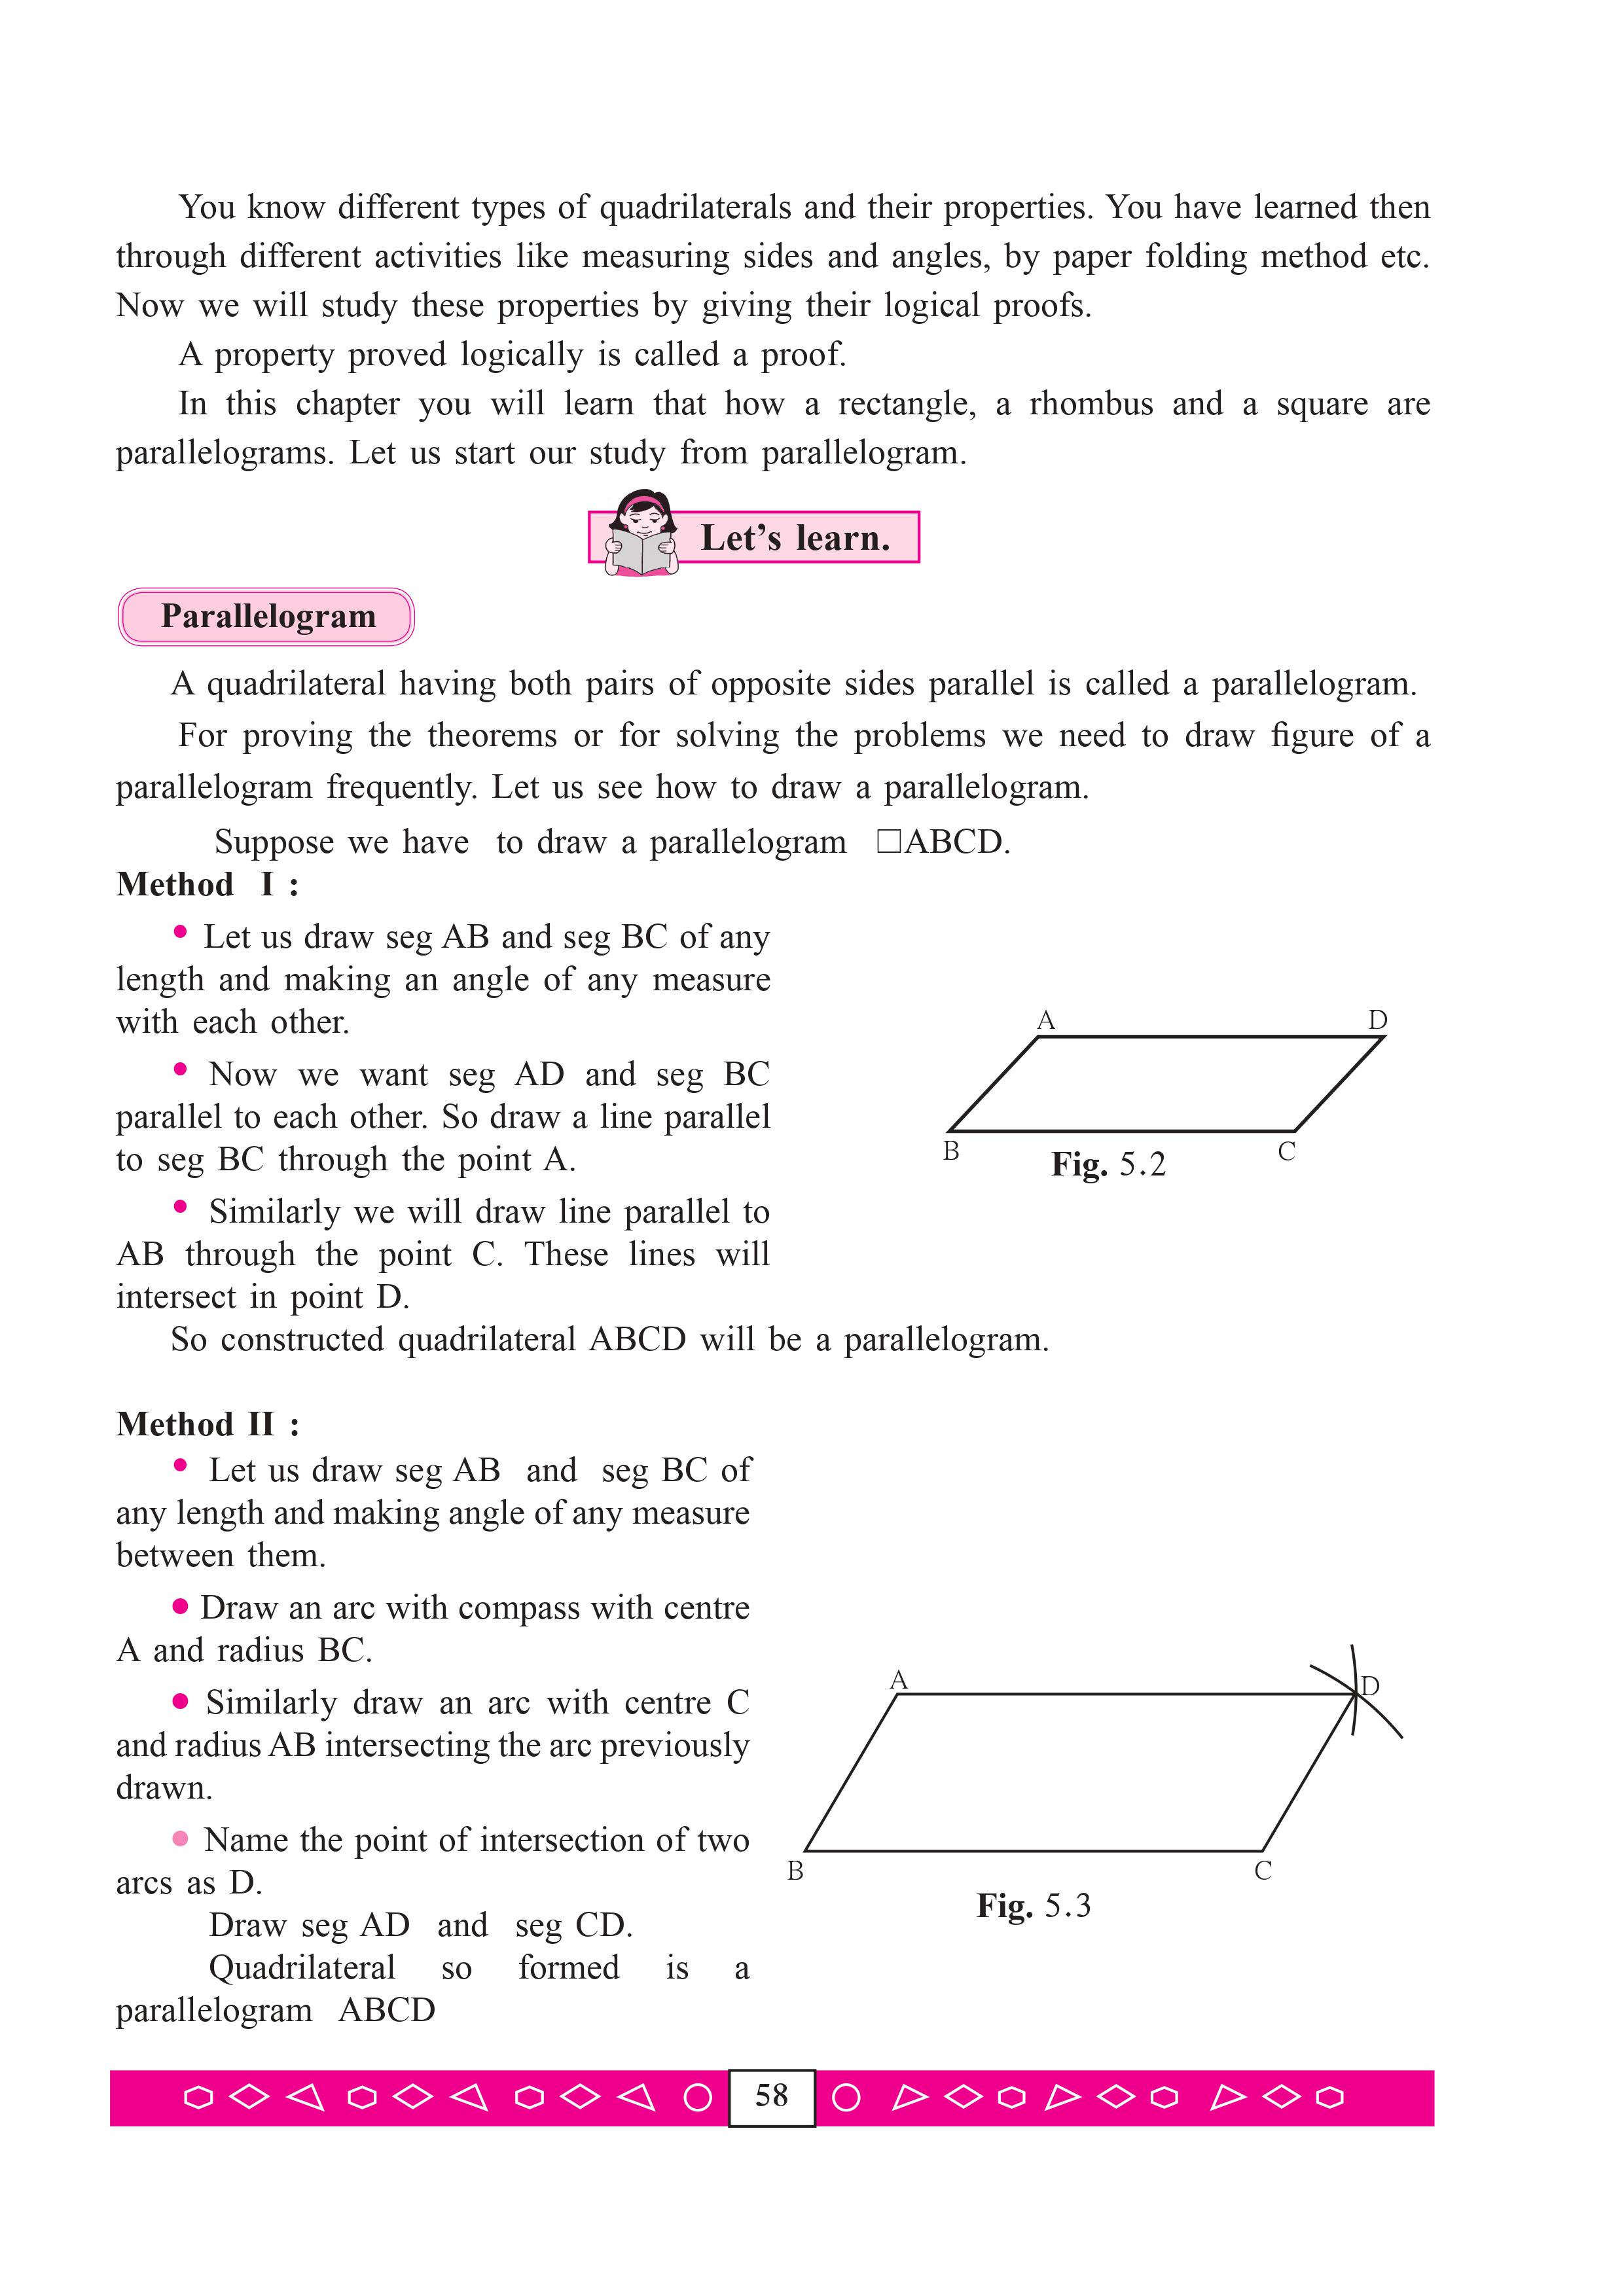 You know different types of quadrilaterals and their properties. You have learned then
through different activities like measuring sides and angles, by paper folding method etc.
Now we will study these properties by giving their logical proofs.
A property proved logically is called a proof.
In this chapter you will learn that how a rectangle, a rhombus and a square are
parallelograms. Let us start our study from parallelogram.
Let’s learn.
Parallelogram
A quadrilateral having both pairs of opposite sides parallel is called a parallelogram.
For proving the theorems or for solving the problems we need to draw figure of a
parallelogram frequently. Let us see how to draw a parallelogram.
Suppose we have to draw a parallelogram □ABCD.
Method I :
• Let us draw seg AB and seg BC of any
length and making an angle of any measure
with each other.
• Now we want seg AD and seg BC
parallel to each other. So draw a line parallel
to seg BC through the point A.
• Similarly we will draw line parallel to
AB through the point C. These lines will
intersect in point D.
So constructed quadrilateral ABCD will be a parallelogram.
A D
B C
Fig. 5.2
Method II :
• Let us draw seg AB and seg BC of
any length and making angle of any measure
between them.
• Draw an arc with compass with centre
A and radius BC.
• Similarly draw an arc with centre C
and radius AB intersecting the arc previously
drawn.
• Name the point of intersection of two
arcs as D.
Draw seg AD and seg CD.
Quadrilateral so formed is a
parallelogram ABCD
A D
B C
Fig. 5.3
58